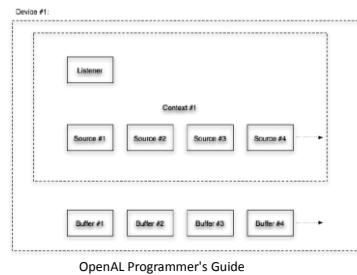 Device #1:
Listener
Context #1
Source #1 Source #2 Source #3 Source #4
Buffer #1 Buffer #2 Buffer #3 Buffer #4
OpenAL Programmer's Guide